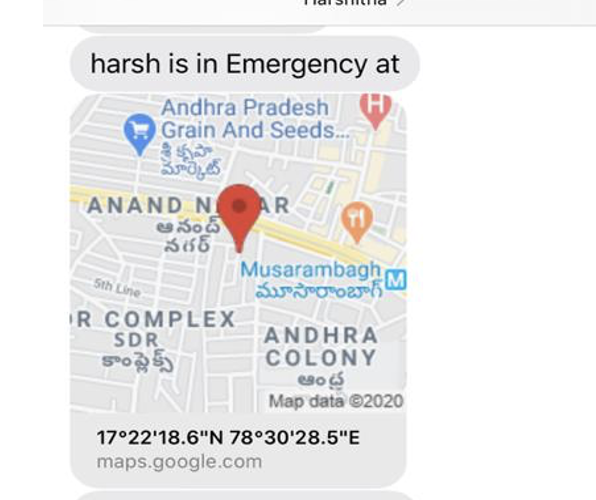 Harshitha
harsh is in Emergency at
Andhra Pradesh
Grain And Seeds...
శ్రీ కృపా
మార్కెట్
H
ANAND N AR
ఆనంద్
నగర్
Musarambagh
M
మూసారాంబాగ్
5th Line
R COMPLEX
SDR
కాంప్లెక్స్
ANDHRA
COLONY
ఆంధ్ర
Map data ©2020
17°22'18.6"N 78°30'28.5"E
maps.google.com